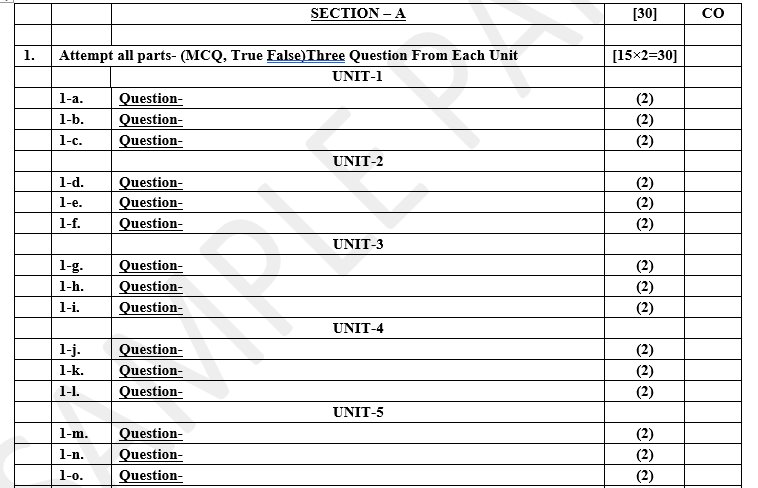 SECTION – A [30] CO
1. Attempt all parts- (MCQ, True False)Three Question From Each Unit [15×2=30]
UNIT-1
1-a. Question- (2)
1-b. Question- (2)
1-c. Question- (2)
UNIT-2
1-d. Question- (2)
1-e. Question- (2)
1-f. Question- (2)
UNIT-3
1-g. Question- (2)
1-h. Question- (2)
1-i. Question- (2)
UNIT-4
1-j. Question- (2)
1-k. Question- (2)
1-l. Question- (2)
UNIT-5
1-m. Question- (2)
1-n. Question- (2)
1-o. Question- (2)
SAMPLE PA